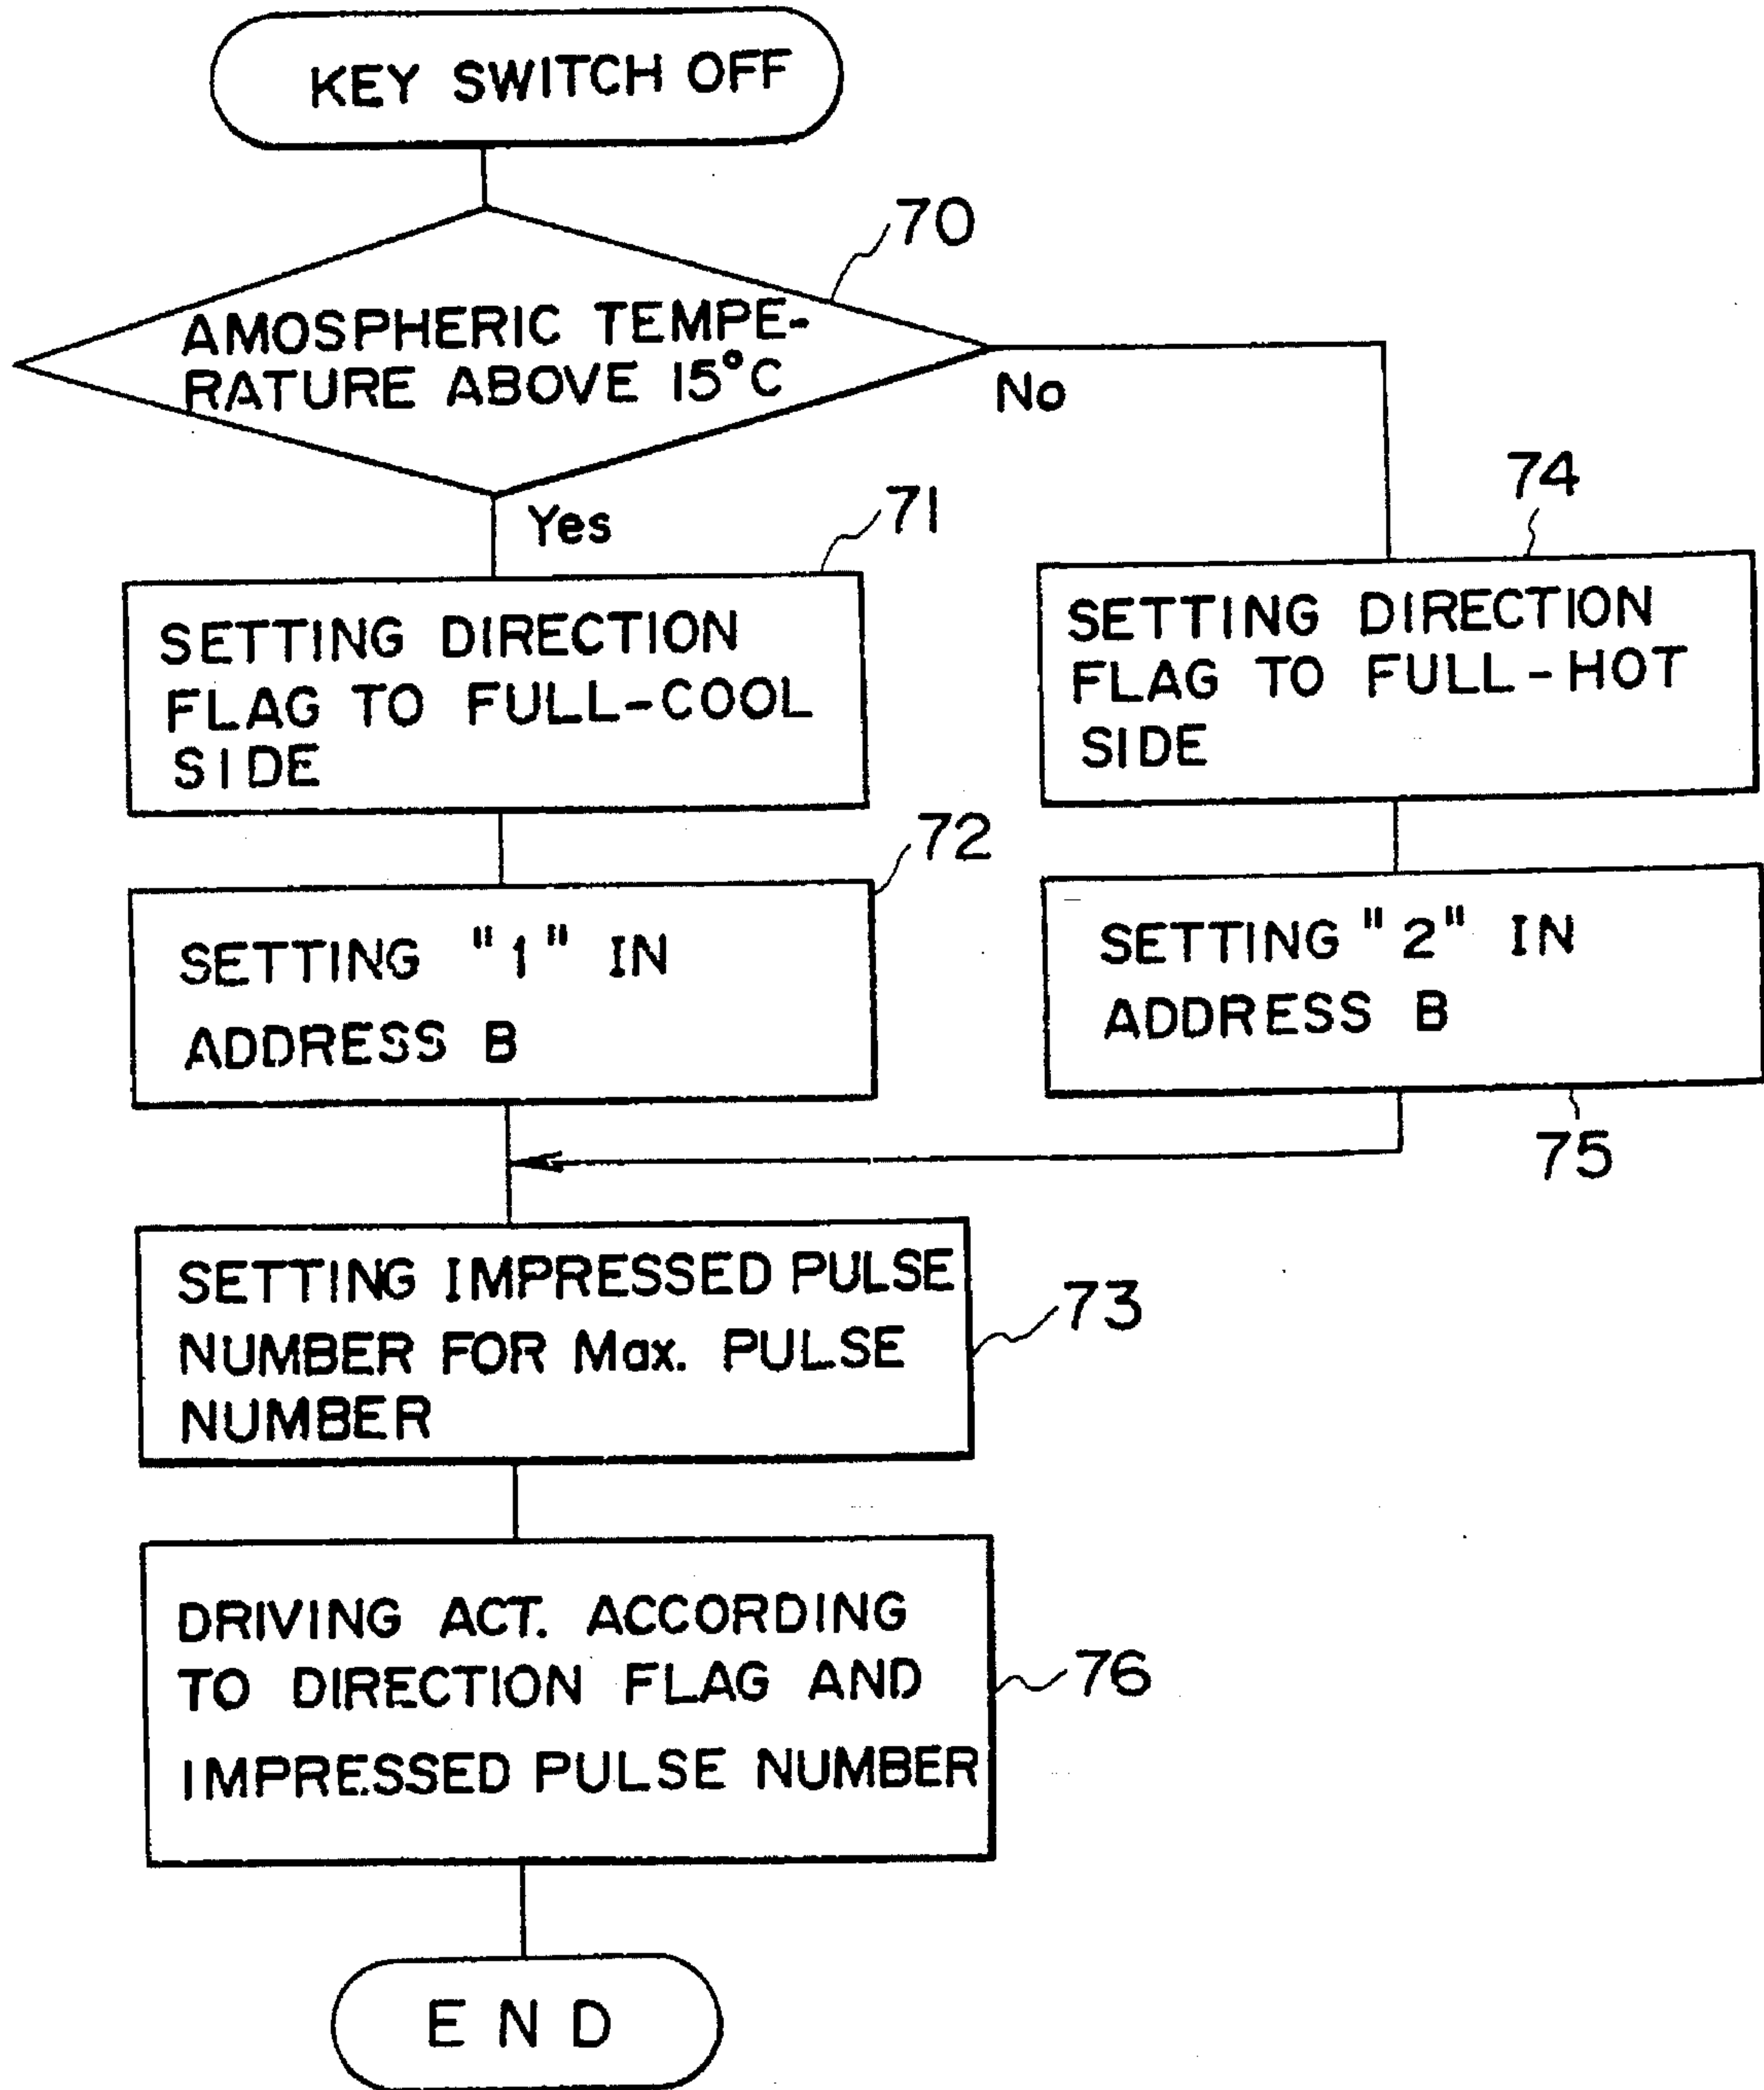 KEY SWITCH OFF
70
AMOSPHERIC TEMPE-
RATURE ABOVE 15°C
No
Yes
71
SETTING DIRECTION
FLAG TO FULL-COOL
SIDE
74
SETTING DIRECTION
FLAG TO FULL-HOT
SIDE
72
SETTING "1" IN
ADDRESS B
SETTING "2" IN
ADDRESS B
75
SETTING IMPRESSED PULSE
NUMBER FOR Max. PULSE
NUMBER
73
DRIVING ACT. ACCORDING
TO DIRECTION FLAG AND
IMPRESSED PULSE NUMBER
76
END